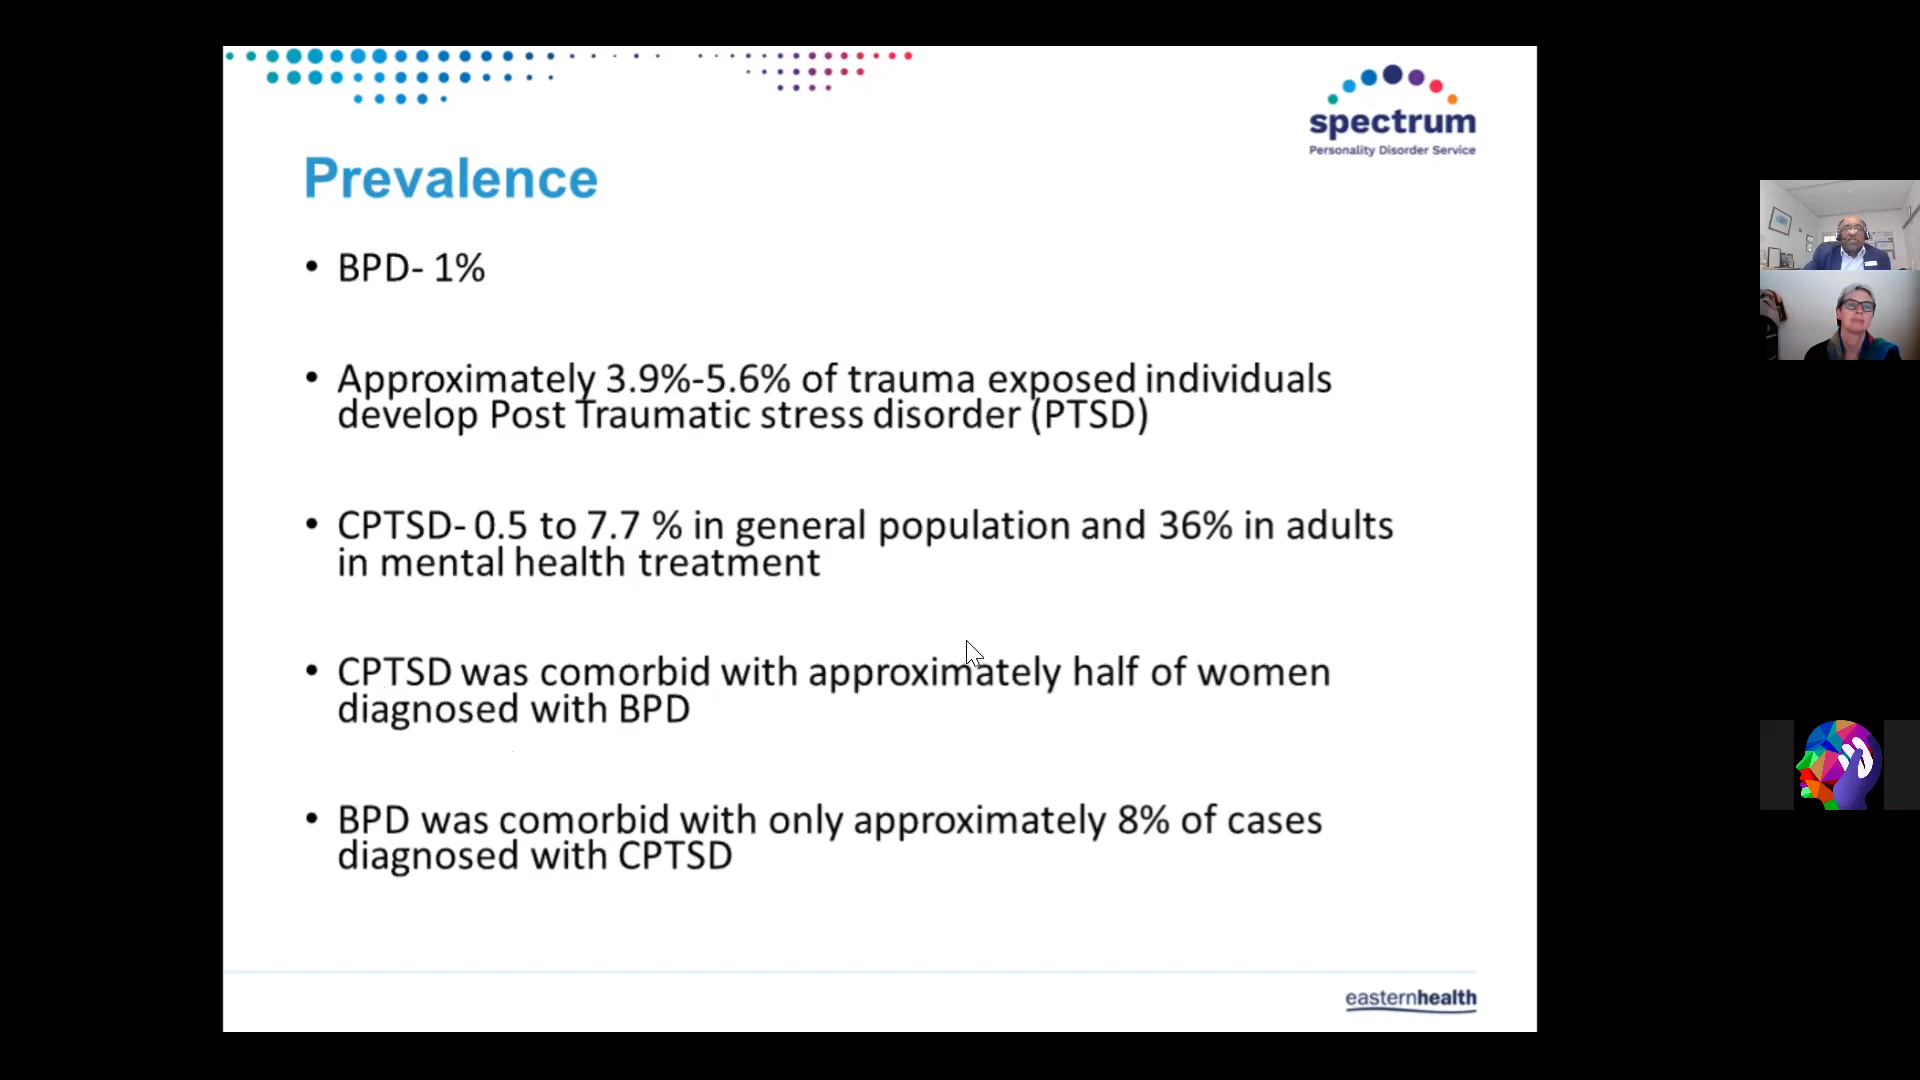 spectrum
Personality Disorder Service
Prevalence
• BPD- 1%
• Approximately 3.9%-5.6% of trauma exposed individuals
develop Post Traumatic stress disorder (PTSD)
• CPTSD- 0.5 to 7.7 % in general population and 36% in adults
in mental health treatment
• CPTSD was comorbid with approximately half of women
diagnosed with BPD
• BPD was comorbid with only approximately 8% of cases
diagnosed with CPTSD
easternhealth